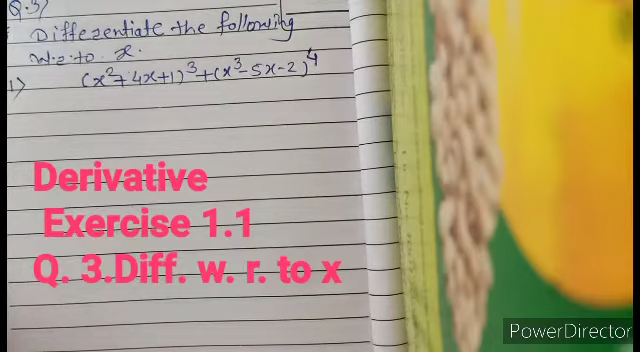 Q.3)
Differentiate the following
w.r.to x.
1) (x²+4x+1)³+(x³-5x-2)⁴
Derivative
Exercise 1.1
Q. 3.Diff. w. r. to x
PowerDirector